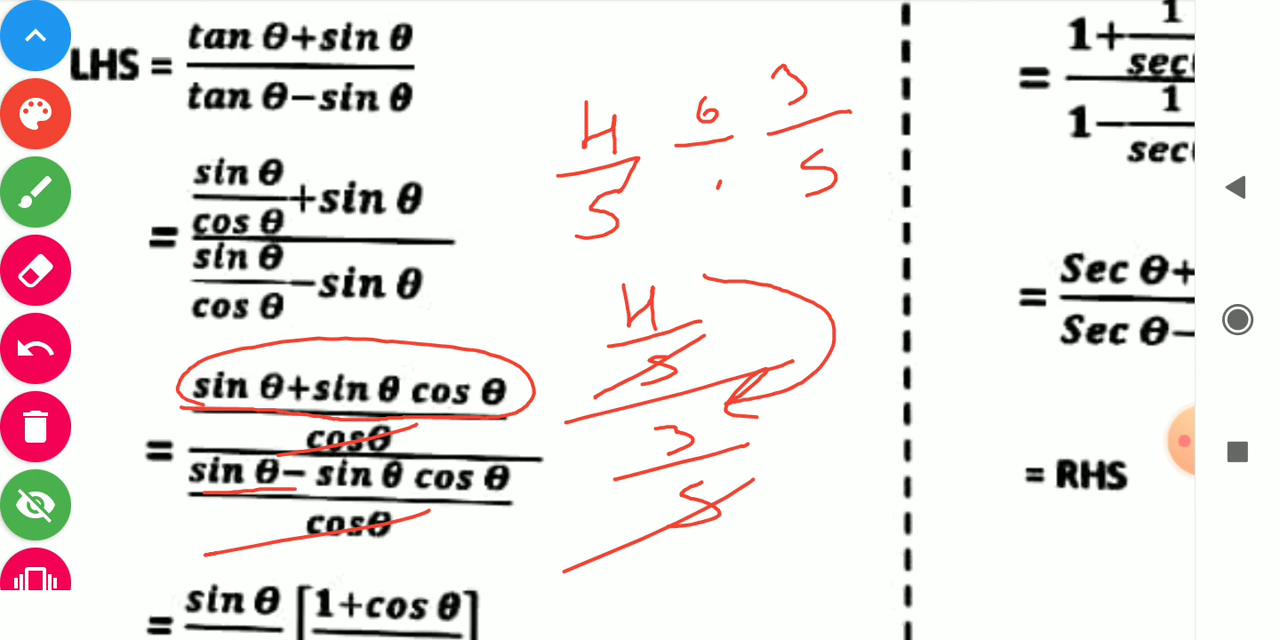 LHS = tan θ+sin θ / tan θ−sin θ
= sin θ / cos θ +sin θ / sin θ / cos θ −sin θ
= sin θ+sin θ cos θ / cosθ / sin θ− sin θ cos θ / cosθ
= sin θ [1+cos θ]
4/5 ÷ 3/5
4/5 / 3/5
= 1+ 1/sec / 1− 1/sec
= Sec θ+ / Sec θ−
= RHS